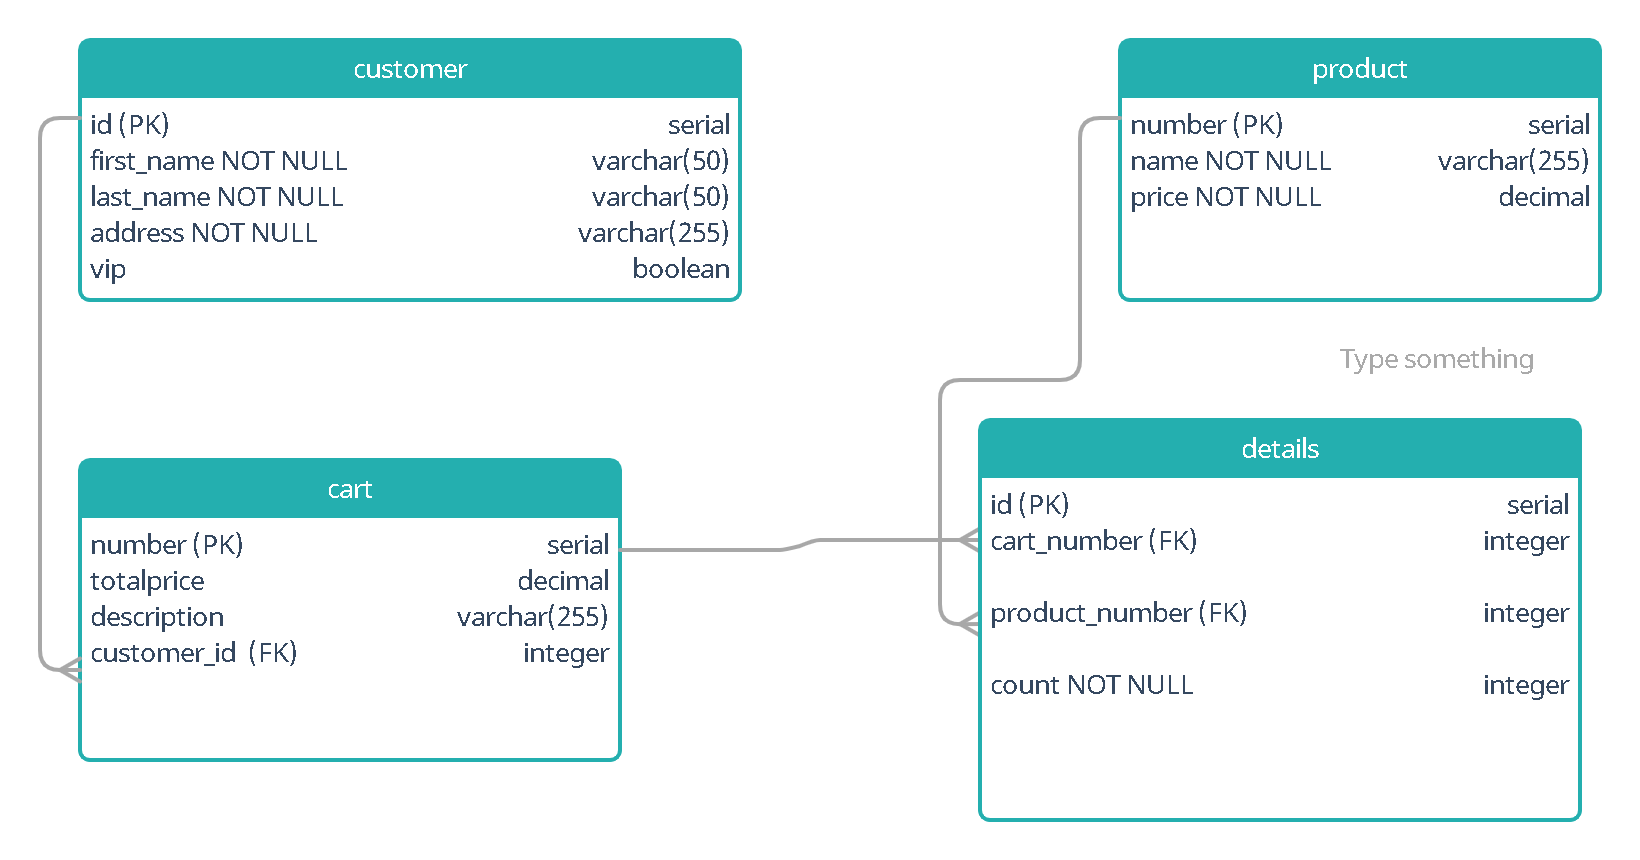 customer
id (PK) serial
first_name NOT NULL varchar(50)
last_name NOT NULL varchar(50)
address NOT NULL varchar(255)
vip boolean
product
number (PK) serial
name NOT NULL varchar(255)
price NOT NULL decimal
Type something
cart
number (PK) serial
totalprice decimal
description varchar(255)
customer_id (FK) integer
details
id (PK) serial
cart_number (FK) integer
product_number (FK) integer
count NOT NULL integer